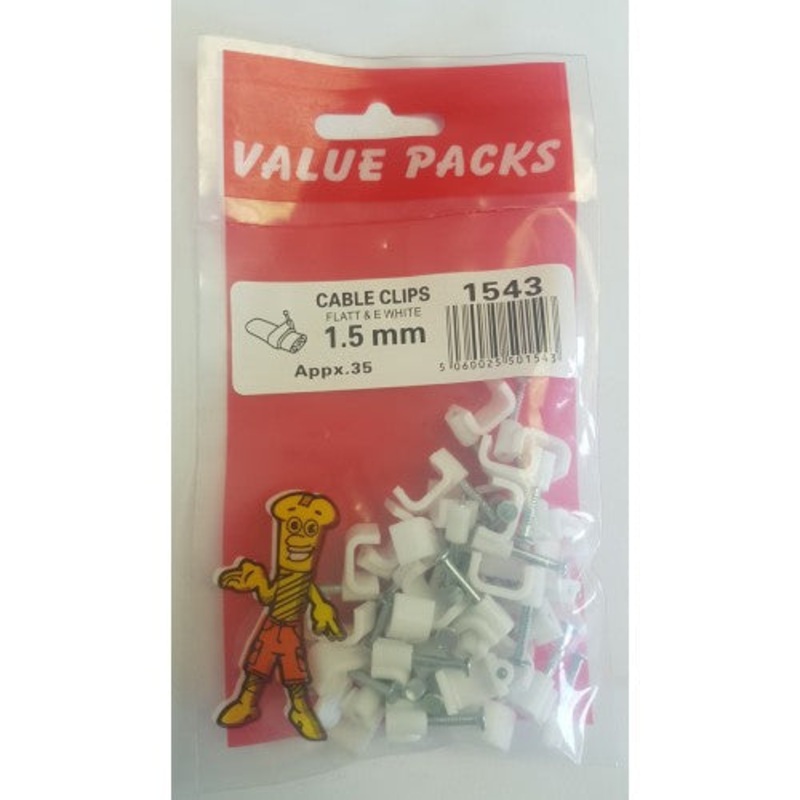 VALUE PACKS
CABLE CLIPS
1543
FLATT & E WHITE
1.5 mm
Appx.35
5 060025 501543